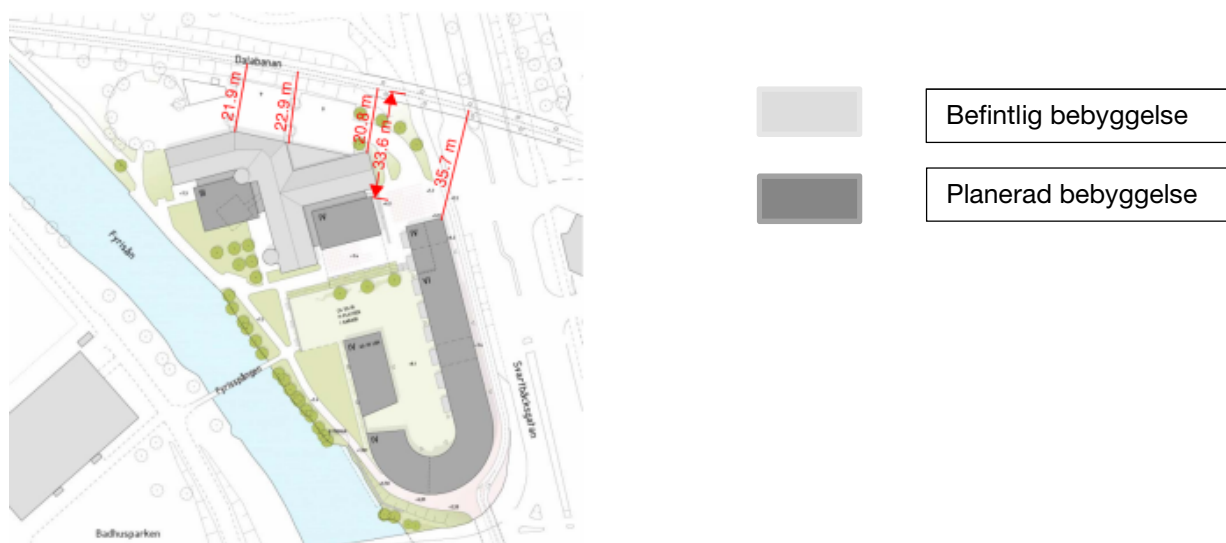 Dalabanan
21.9 m
22.9 m
20.8 m
33.6 m
35.7 m
IV
IV
VI
IV
IV
Fyrisån
Fyrisspången
Svartbäcksgatan
Badhusparken
Befintlig bebyggelse
Planerad bebyggelse